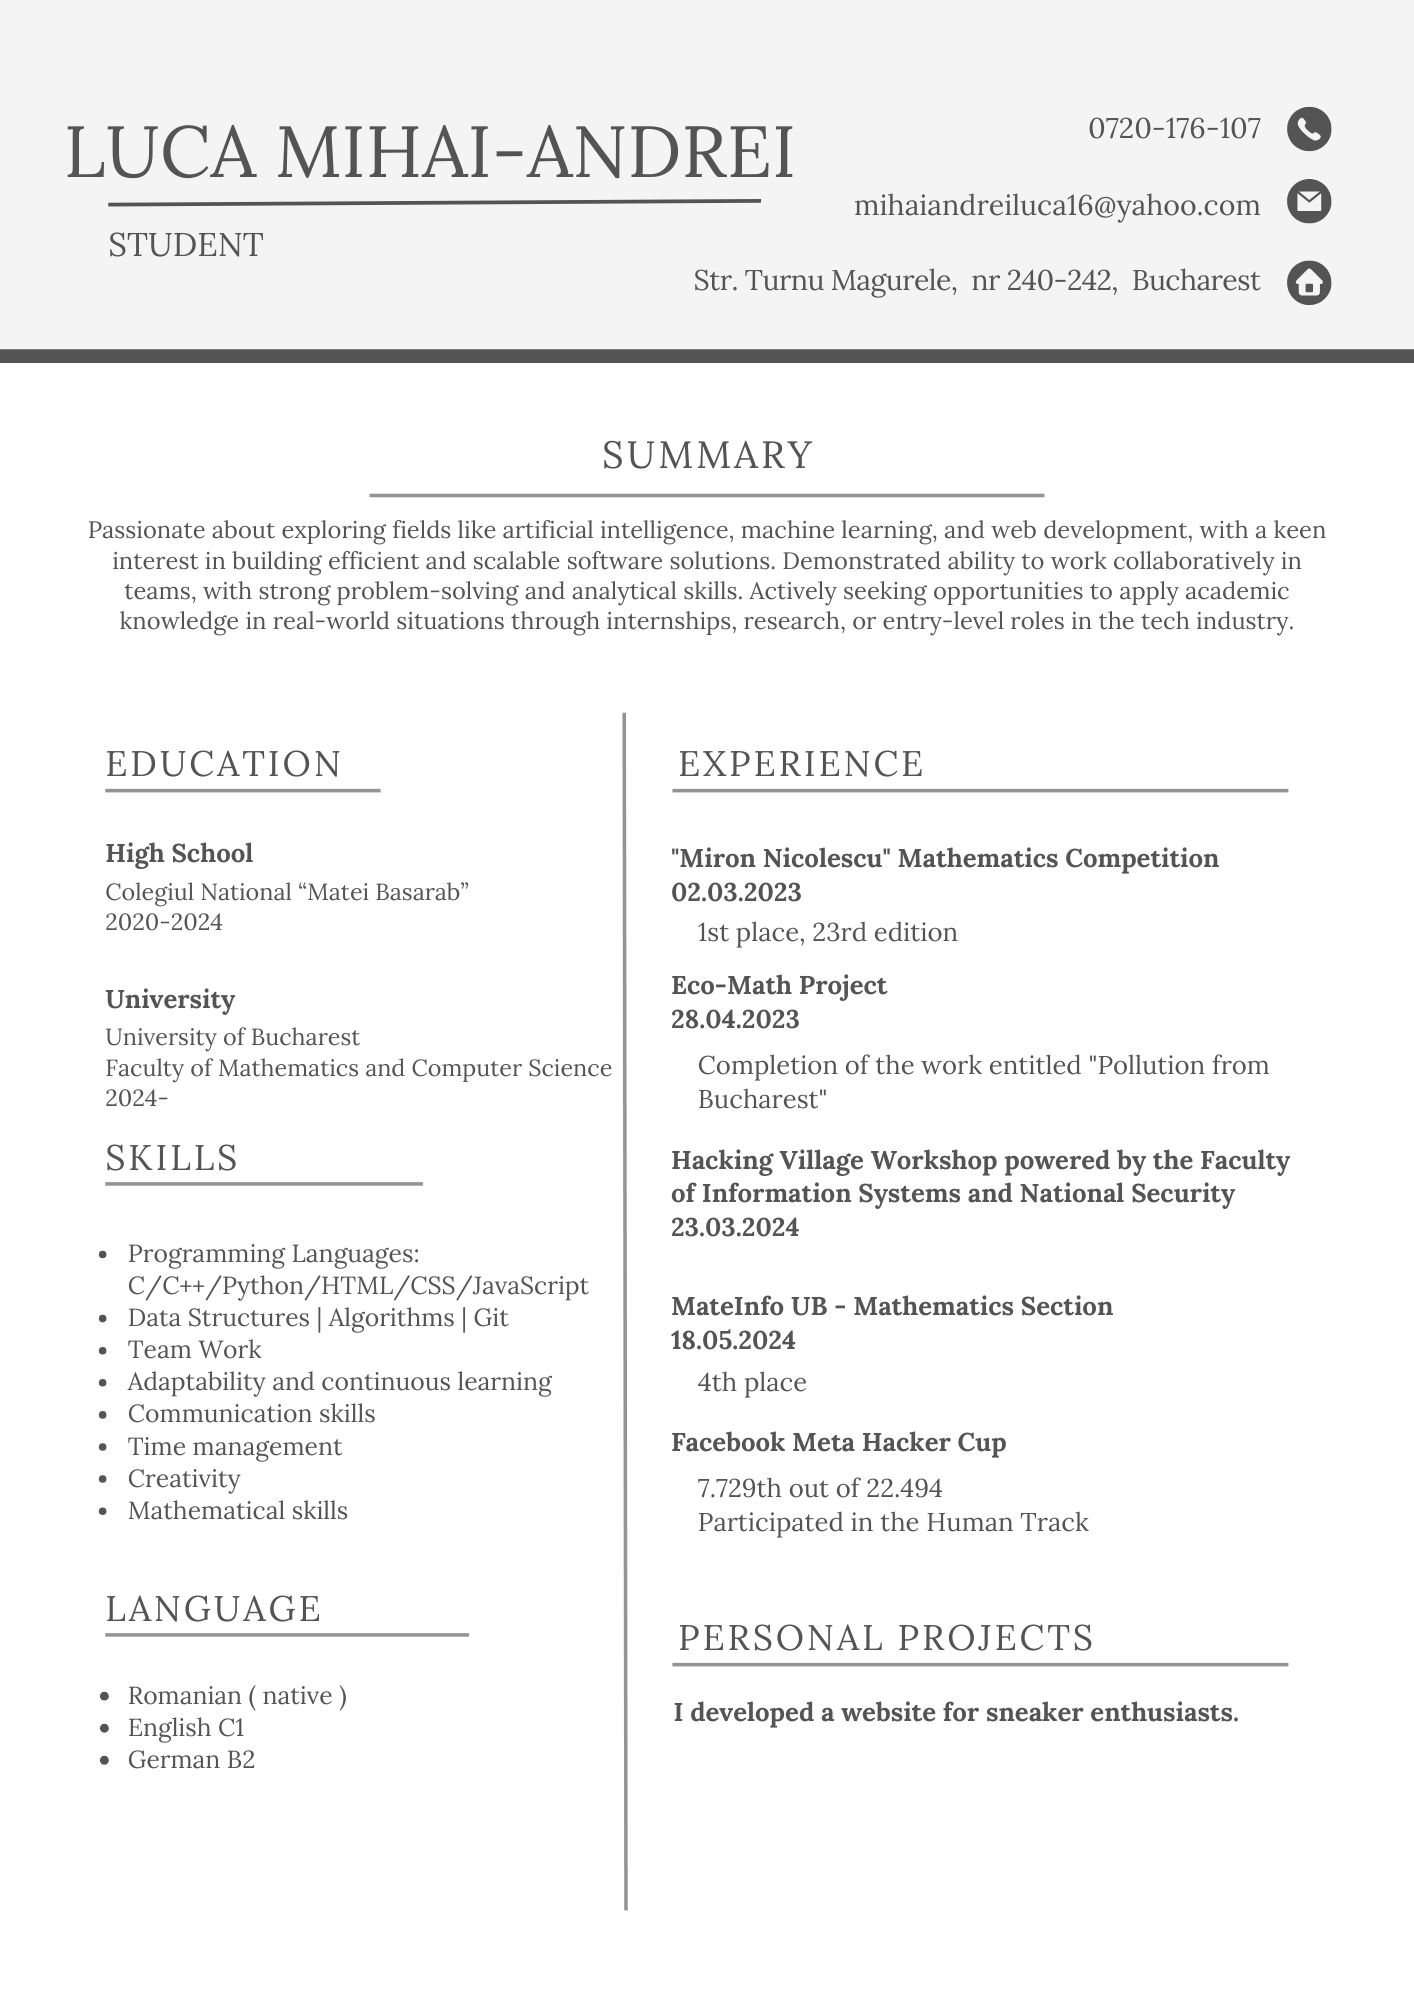 LUCA MIHAI-ANDREI
STUDENT
0720-176-107
mihaiandreiluca16@yahoo.com
Str. Turnu Magurele,  nr 240-242,  Bucharest
SUMMARY
Passionate about exploring fields like artificial intelligence, machine learning, and web development, with a keen
interest in building efficient and scalable software solutions. Demonstrated ability to work collaboratively in
teams, with strong problem-solving and analytical skills. Actively seeking opportunities to apply academic
knowledge in real-world situations through internships, research, or entry-level roles in the tech industry.
EDUCATION
High School
Colegiul National “Matei Basarab”
2020-2024
University
University of Bucharest
Faculty of Mathematics and Computer Science
2024-
SKILLS
• Programming Languages:
C/C++/Python/HTML/CSS/JavaScript
• Data Structures | Algorithms | Git
• Team Work
• Adaptability and continuous learning
• Communication skills
• Time management
• Creativity
• Mathematical skills
LANGUAGE
• Romanian ( native )
• English C1
• German B2
EXPERIENCE
"Miron Nicolescu" Mathematics Competition
02.03.2023
1st place, 23rd edition
Eco-Math Project
28.04.2023
Completion of the work entitled "Pollution from
Bucharest"
Hacking Village Workshop powered by the Faculty
of Information Systems and National Security
23.03.2024
MateInfo UB - Mathematics Section
18.05.2024
4th place
Facebook Meta Hacker Cup
7.729th out of 22.494
Participated in the Human Track
PERSONAL PROJECTS
I developed a website for sneaker enthusiasts.